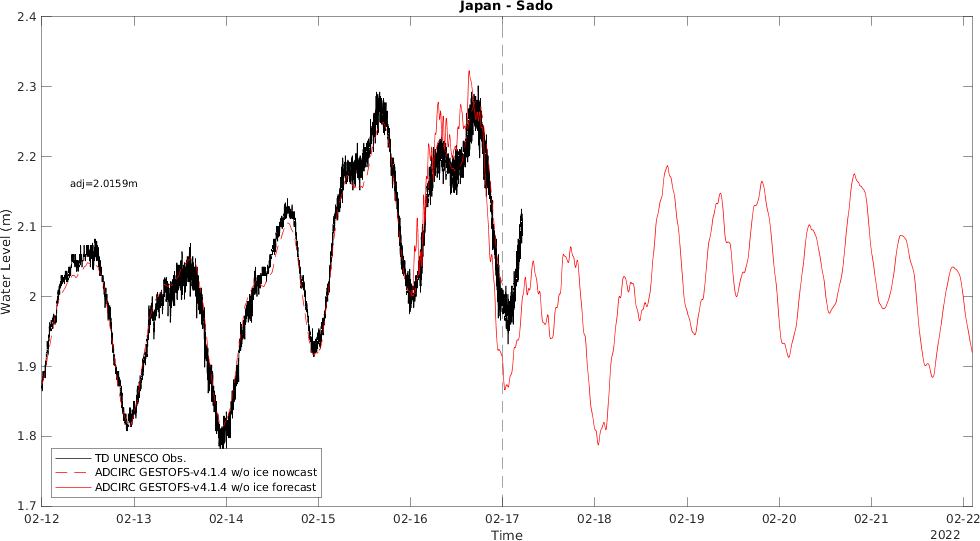 Japan - Sado
2.4
2.3
2.2
2.1
2
1.9
1.8
1.7
Water Level (m)
adj=2.0159m
TD UNESCO Obs.
ADCIRC GESTOFS-v4.1.4 w/o ice nowcast
ADCIRC GESTOFS-v4.1.4 w/o ice forecast
02-12 02-13 02-14 02-15 02-16 02-17 02-18 02-19 02-20 02-21 02-22
Time
2022